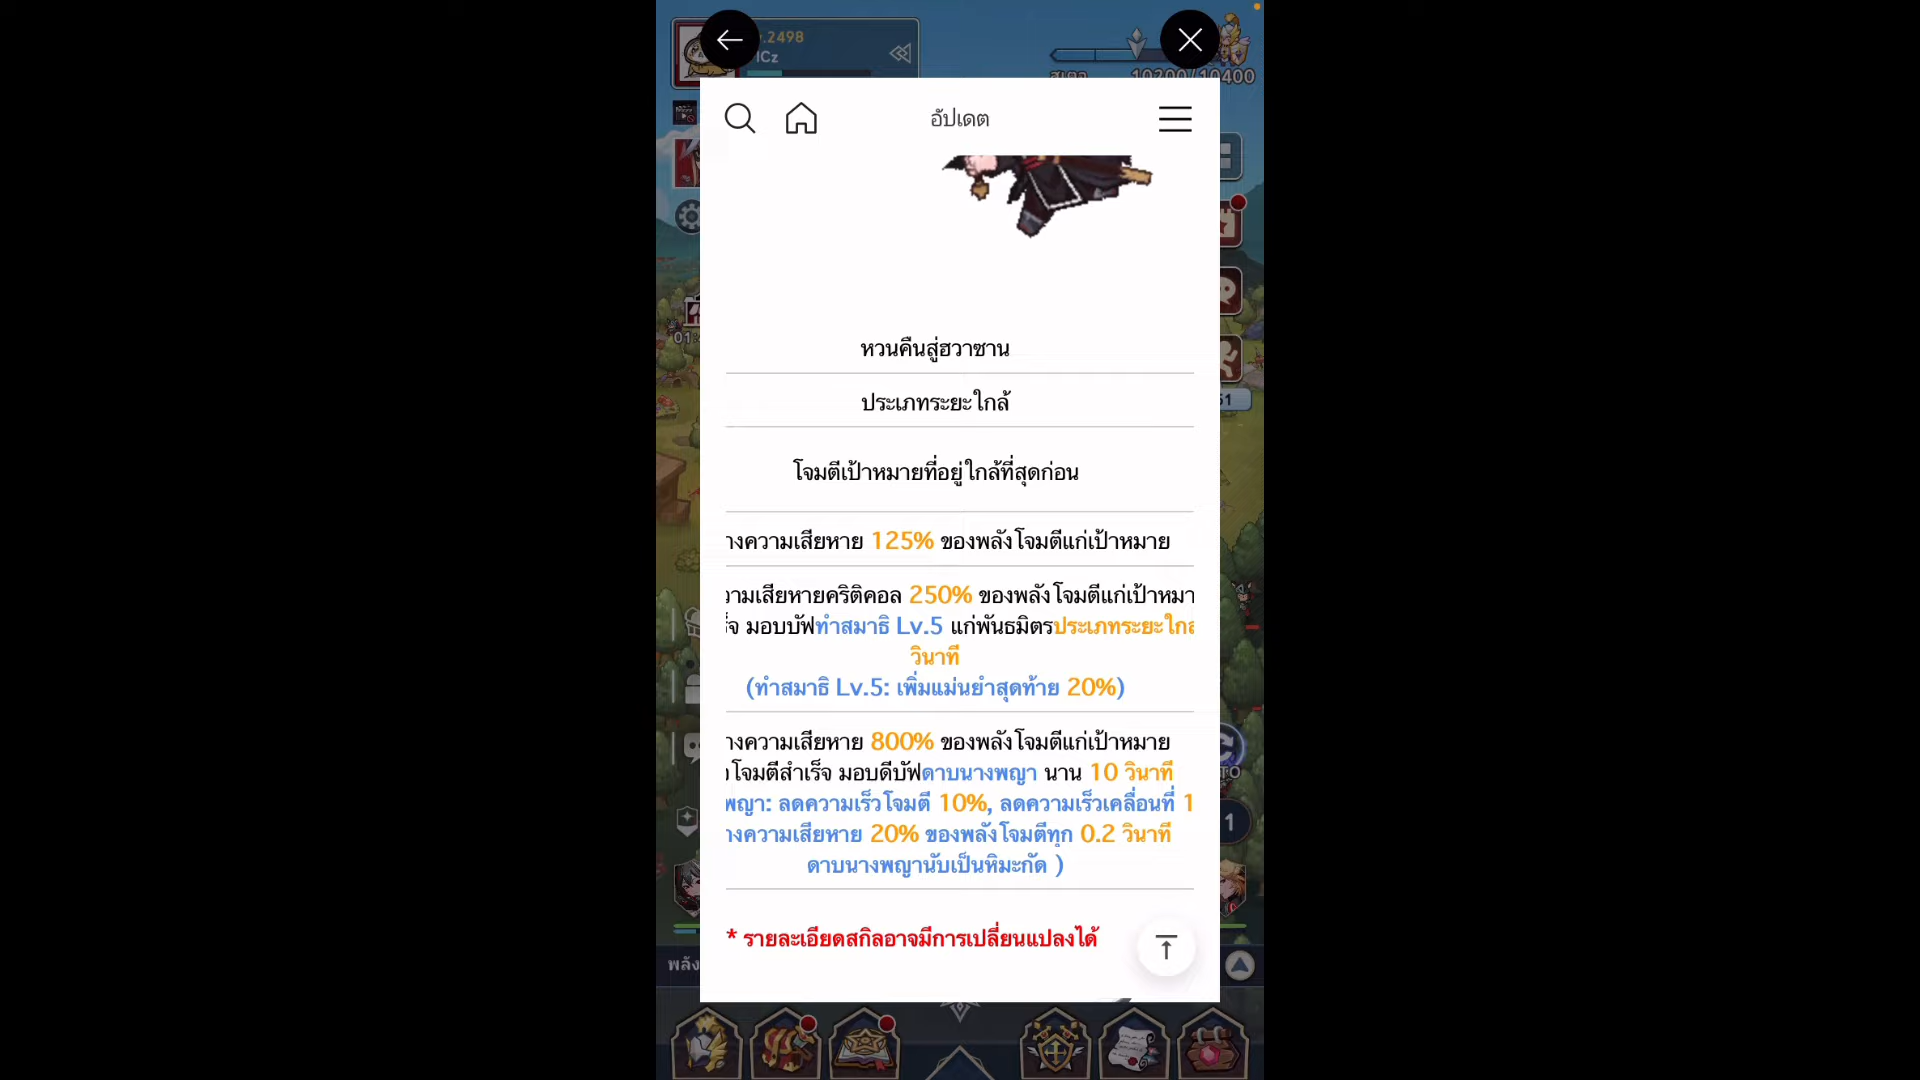 .2498
ICz
สเตจ 10200/10400
อัปเดต
หวนคืนสู่ฮวาซาน
ประเภทระยะใกล้
โจมตีเป้าหมายที่อยู่ใกล้ที่สุดก่อน
างความเสียหาย 125% ของพลังโจมตีแก่เป้าหมาย
วามเสียหายคริติคอล 250% ของพลังโจมตีแก่เป้าหมา
ร็จ มอบบัฟทำสมาธิ Lv.5 แก่พันธมิตรประเภทระยะใกล
วินาที
(ทำสมาธิ Lv.5: เพิ่มแม่นยำสุดท้าย 20%)
างความเสียหาย 800% ของพลังโจมตีแก่เป้าหมาย
โจมตีสำเร็จ มอบดีบัฟดาบนางพญา นาน 10 วินาที
พญา: ลดความเร็วโจมตี 10%, ลดความเร็วเคลื่อนที่ 1
างความเสียหาย 20% ของพลังโจมตีทุก 0.2 วินาที
ดาบนางพญานับเป็นหิมะกัด )
* รายละเอียดสกิลอาจมีการเปลี่ยนแปลงได้
01:
51
TO
1
พลัง